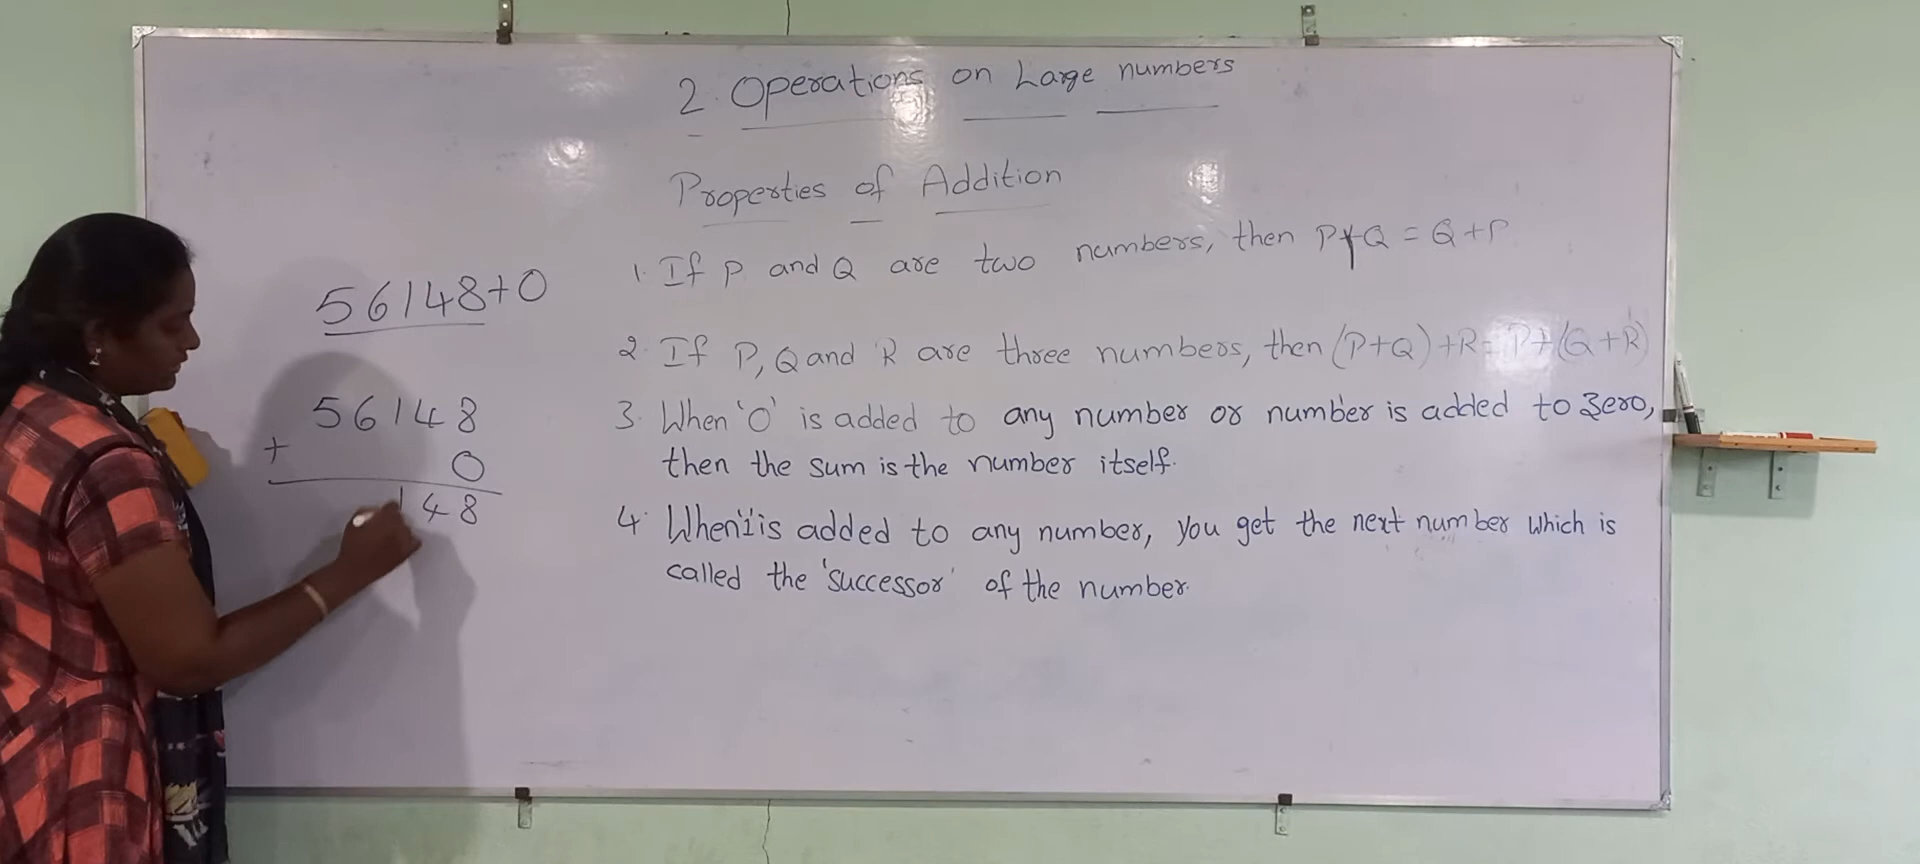 2. Operations on Large numbers
Properties of Addition
1. If P and Q are two numbers, then P+Q = Q+P
2. If P, Q and R are three numbers, then (P+Q)+R= P+(Q+R)
3. When '0' is added to any number or number is added to Zero,
then the sum is the number itself.
4. When '1' is added to any number, you get the next number which is
called the 'successor' of the number.
56148+0
56148
+ 0
148